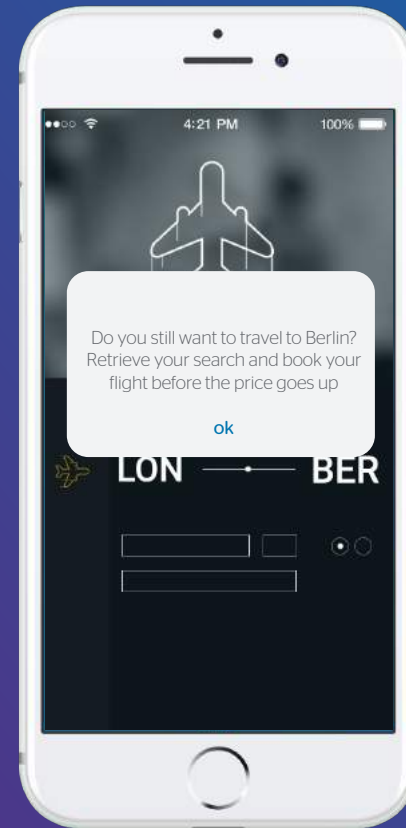 4:21 PM 100%
Do you still want to travel to Berlin?
Retrieve your search and book your
flight before the price goes up
ok
LON BER